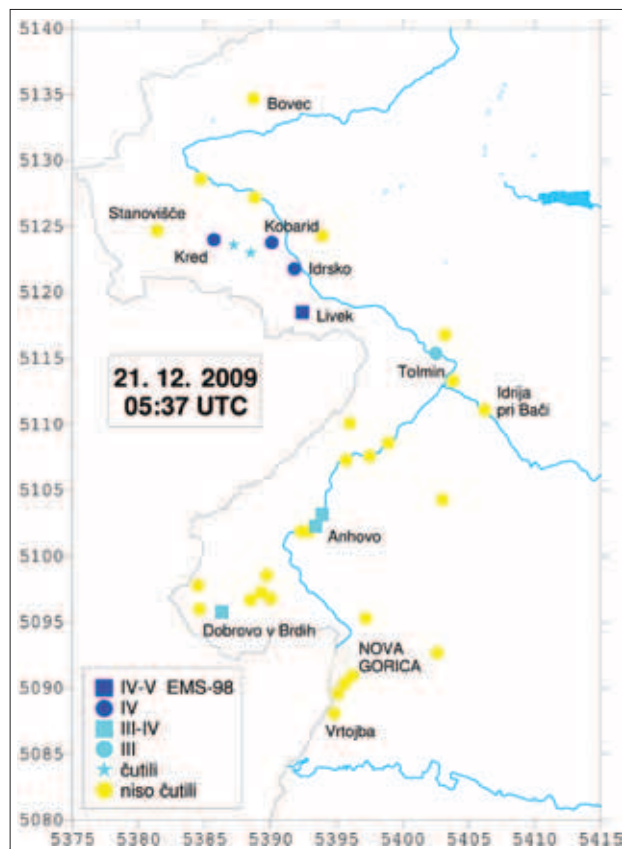 5140
5135
Bovec
5130
Stanovišče
5125
Kobarid
Kred
Idrsko
5120
Livek
5115
Tolmin
21. 12. 2009
05:37 UTC
Idrija
pri Bači
5110
5105
Anhovo
5100
5095
Dobrovo v Brdih
NOVA
GORICA
5090
IV-V EMS-98
IV
III-IV
Vrtojba
III
5085
čutili
niso čutili
5080
5375 5380 5385 5390 5395 5400 5405 5410 5415